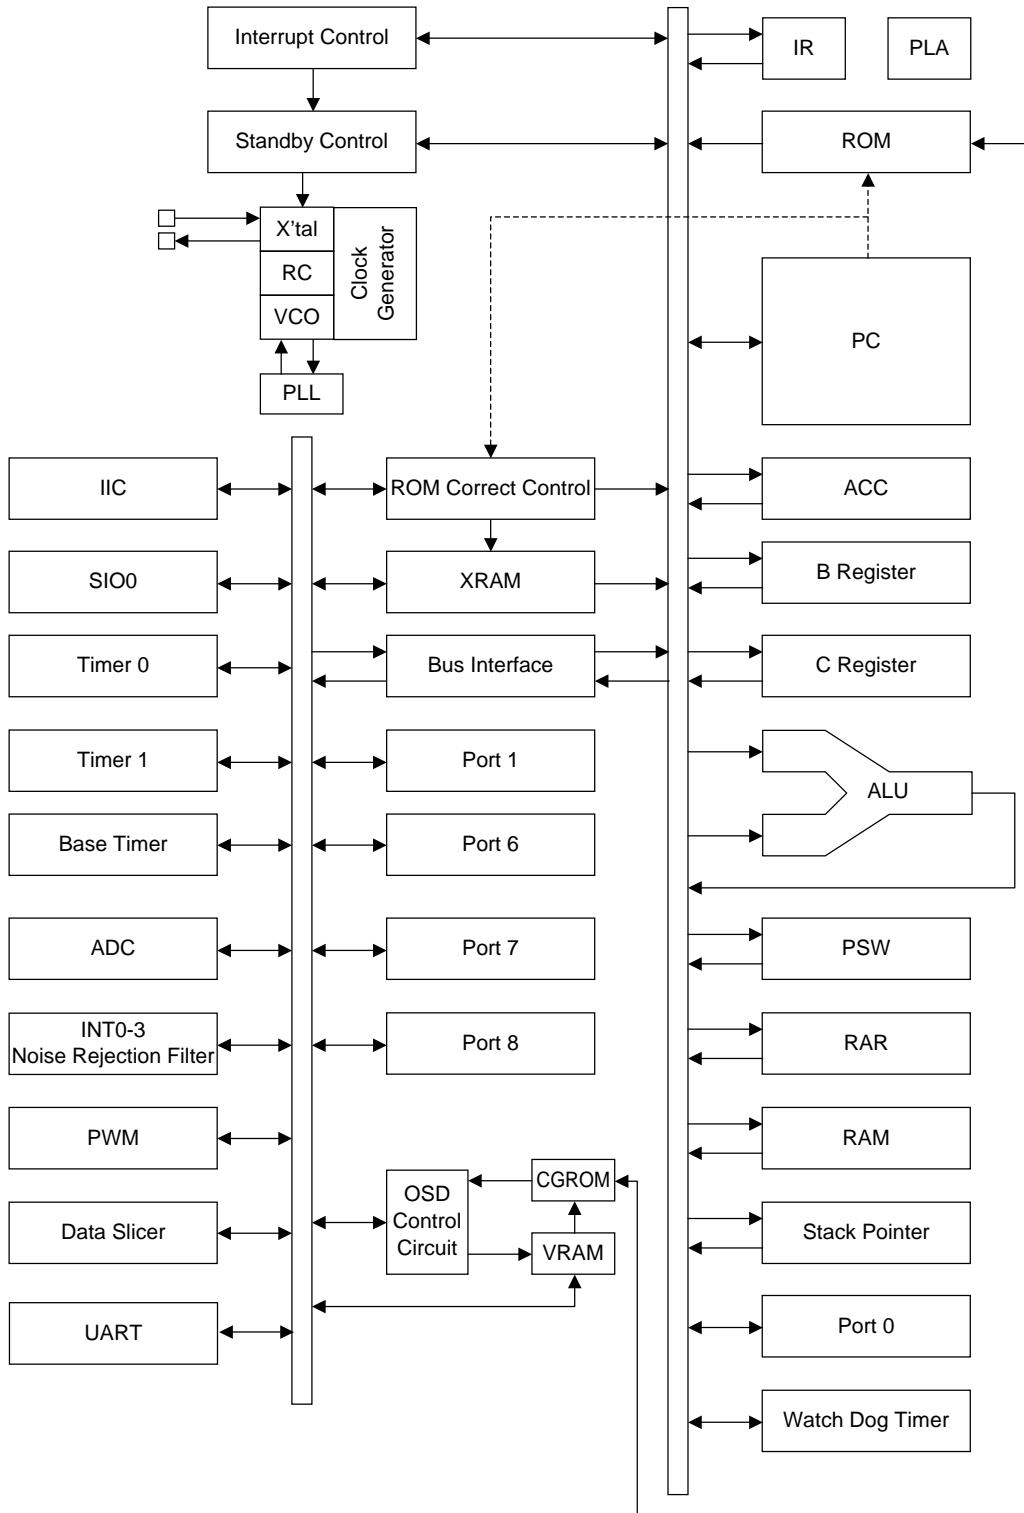 Interrupt Control
IR
PLA
Standby Control
ROM
X'tal
RC
VCO
Clock
Generator
PC
PLL
IIC
ROM Correct Control
ACC
SIO0
XRAM
B Register
Timer 0
Bus Interface
C Register
Timer 1
Port 1
ALU
Base Timer
Port 6
ADC
Port 7
PSW
INT0-3
Noise Rejection Filter
Port 8
RAR
PWM
RAM
OSD
Control
Circuit
CGROM
VRAM
Data Slicer
Stack Pointer
UART
Port 0
Watch Dog Timer